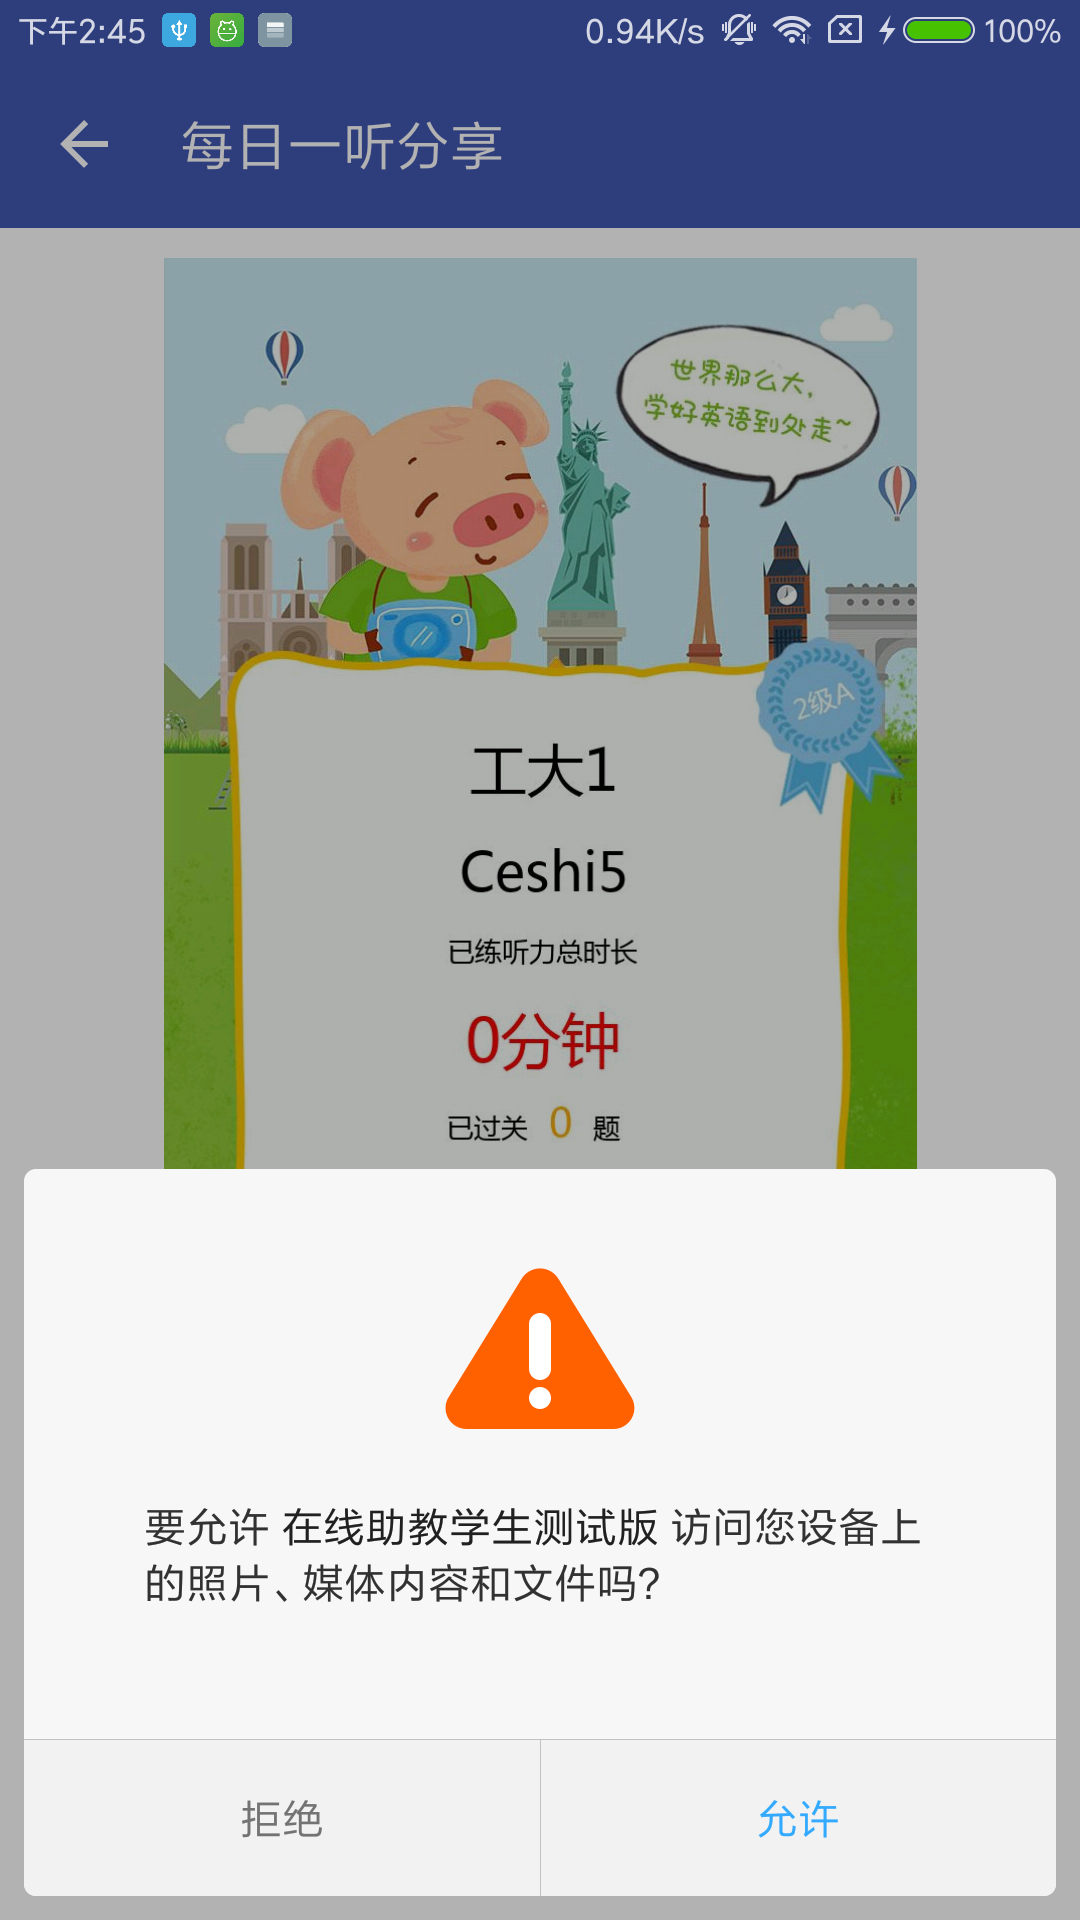 下午2:45
0.94K/s
100%
每日一听分享
世界那么大,
学好英语到处走~
2级A
工大1
Ceshi5
已练听力总时长
0分钟
已过关 0 题
要允许 在线助教学生测试版 访问您设备上
的照片、媒体内容和文件吗?
拒绝
允许